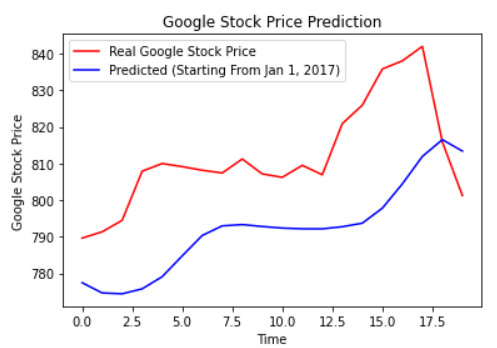 Google Stock Price Prediction
Real Google Stock Price
Predicted (Starting From Jan 1, 2017)
Google Stock Price
840
830
820
810
800
790
780
0.0 2.5 5.0 7.5 10.0 12.5 15.0 17.5
Time